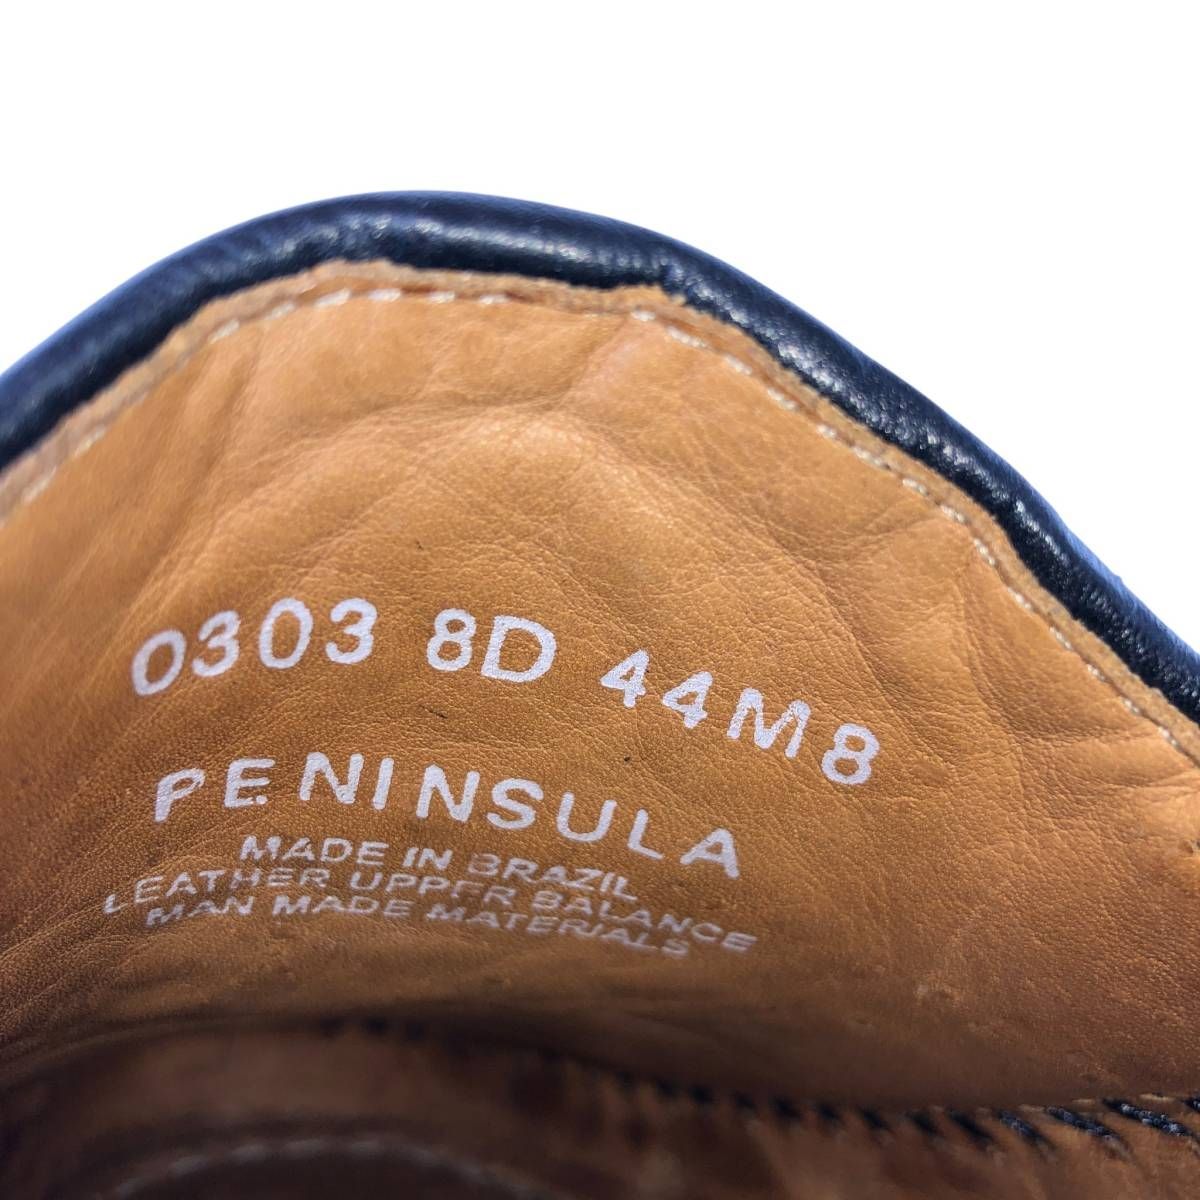 0303 8D 44M8
PENINSULA
MADE IN BRAZIL
LEATHER UPPER BALANCE
MAN MADE MATERIALS